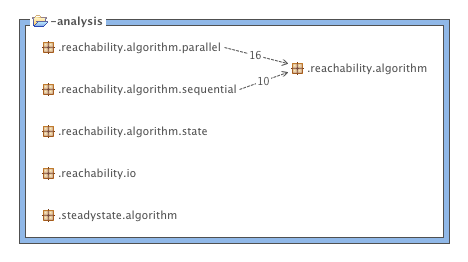 -analysis
.reachability.algorithm.parallel
16
.reachability.algorithm
.reachability.algorithm.sequential
10
.reachability.algorithm.state
.reachability.io
.steadystate.algorithm